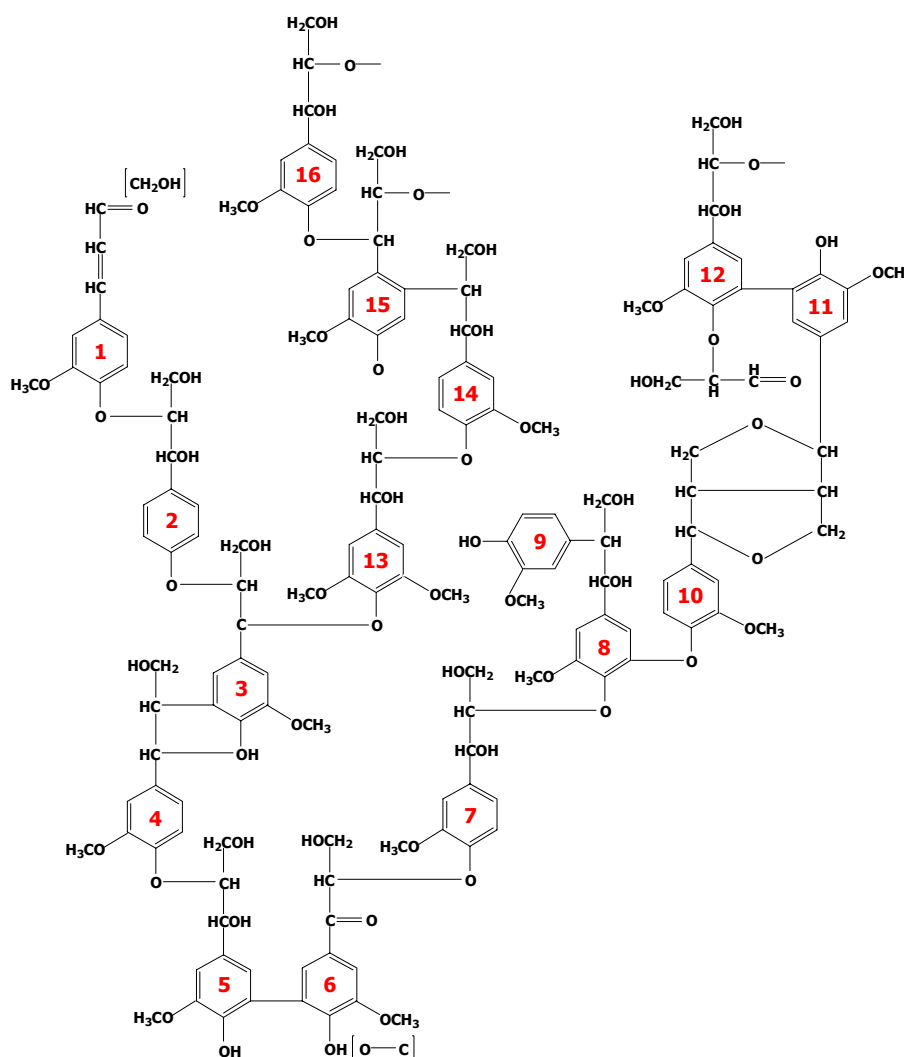 H₂COH
HC
O
HCOH
16
H₃CO
O
CH
H₂COH
HC
O
15
H₃CO
O
H₂COH
CH
HCOH
14
OCH₃
O
[CH₂OH]
HC
O
HC
HC
1
H₃CO
O
H₂COH
CH
HCOH
2
O
H₂COH
CH
C
O
H₂COH
HC
HCOH
13
H₃CO
OCH₃
O
HOCH₂
HC
3
OCH₃
OH
HC
HC
4
H₃CO
O
H₂COH
CH
HCOH
5
H₃CO
OH
HOCH₂
HC
C
O
6
OCH₃
OH
[O—C]
O
7
H₃CO
HCOH
HC
HOCH₂
O
8
H₃CO
HCOH
HC
H₂COH
9
HO
H₃CO
O
10
OCH₃
O
HC
HC
H₂C
O
CH
CH
CH₂
O
11
OH
OCH₃
12
H₃CO
HCOH
HC
O
H₂COH
O
HOH₂C
C
H
C
H
O